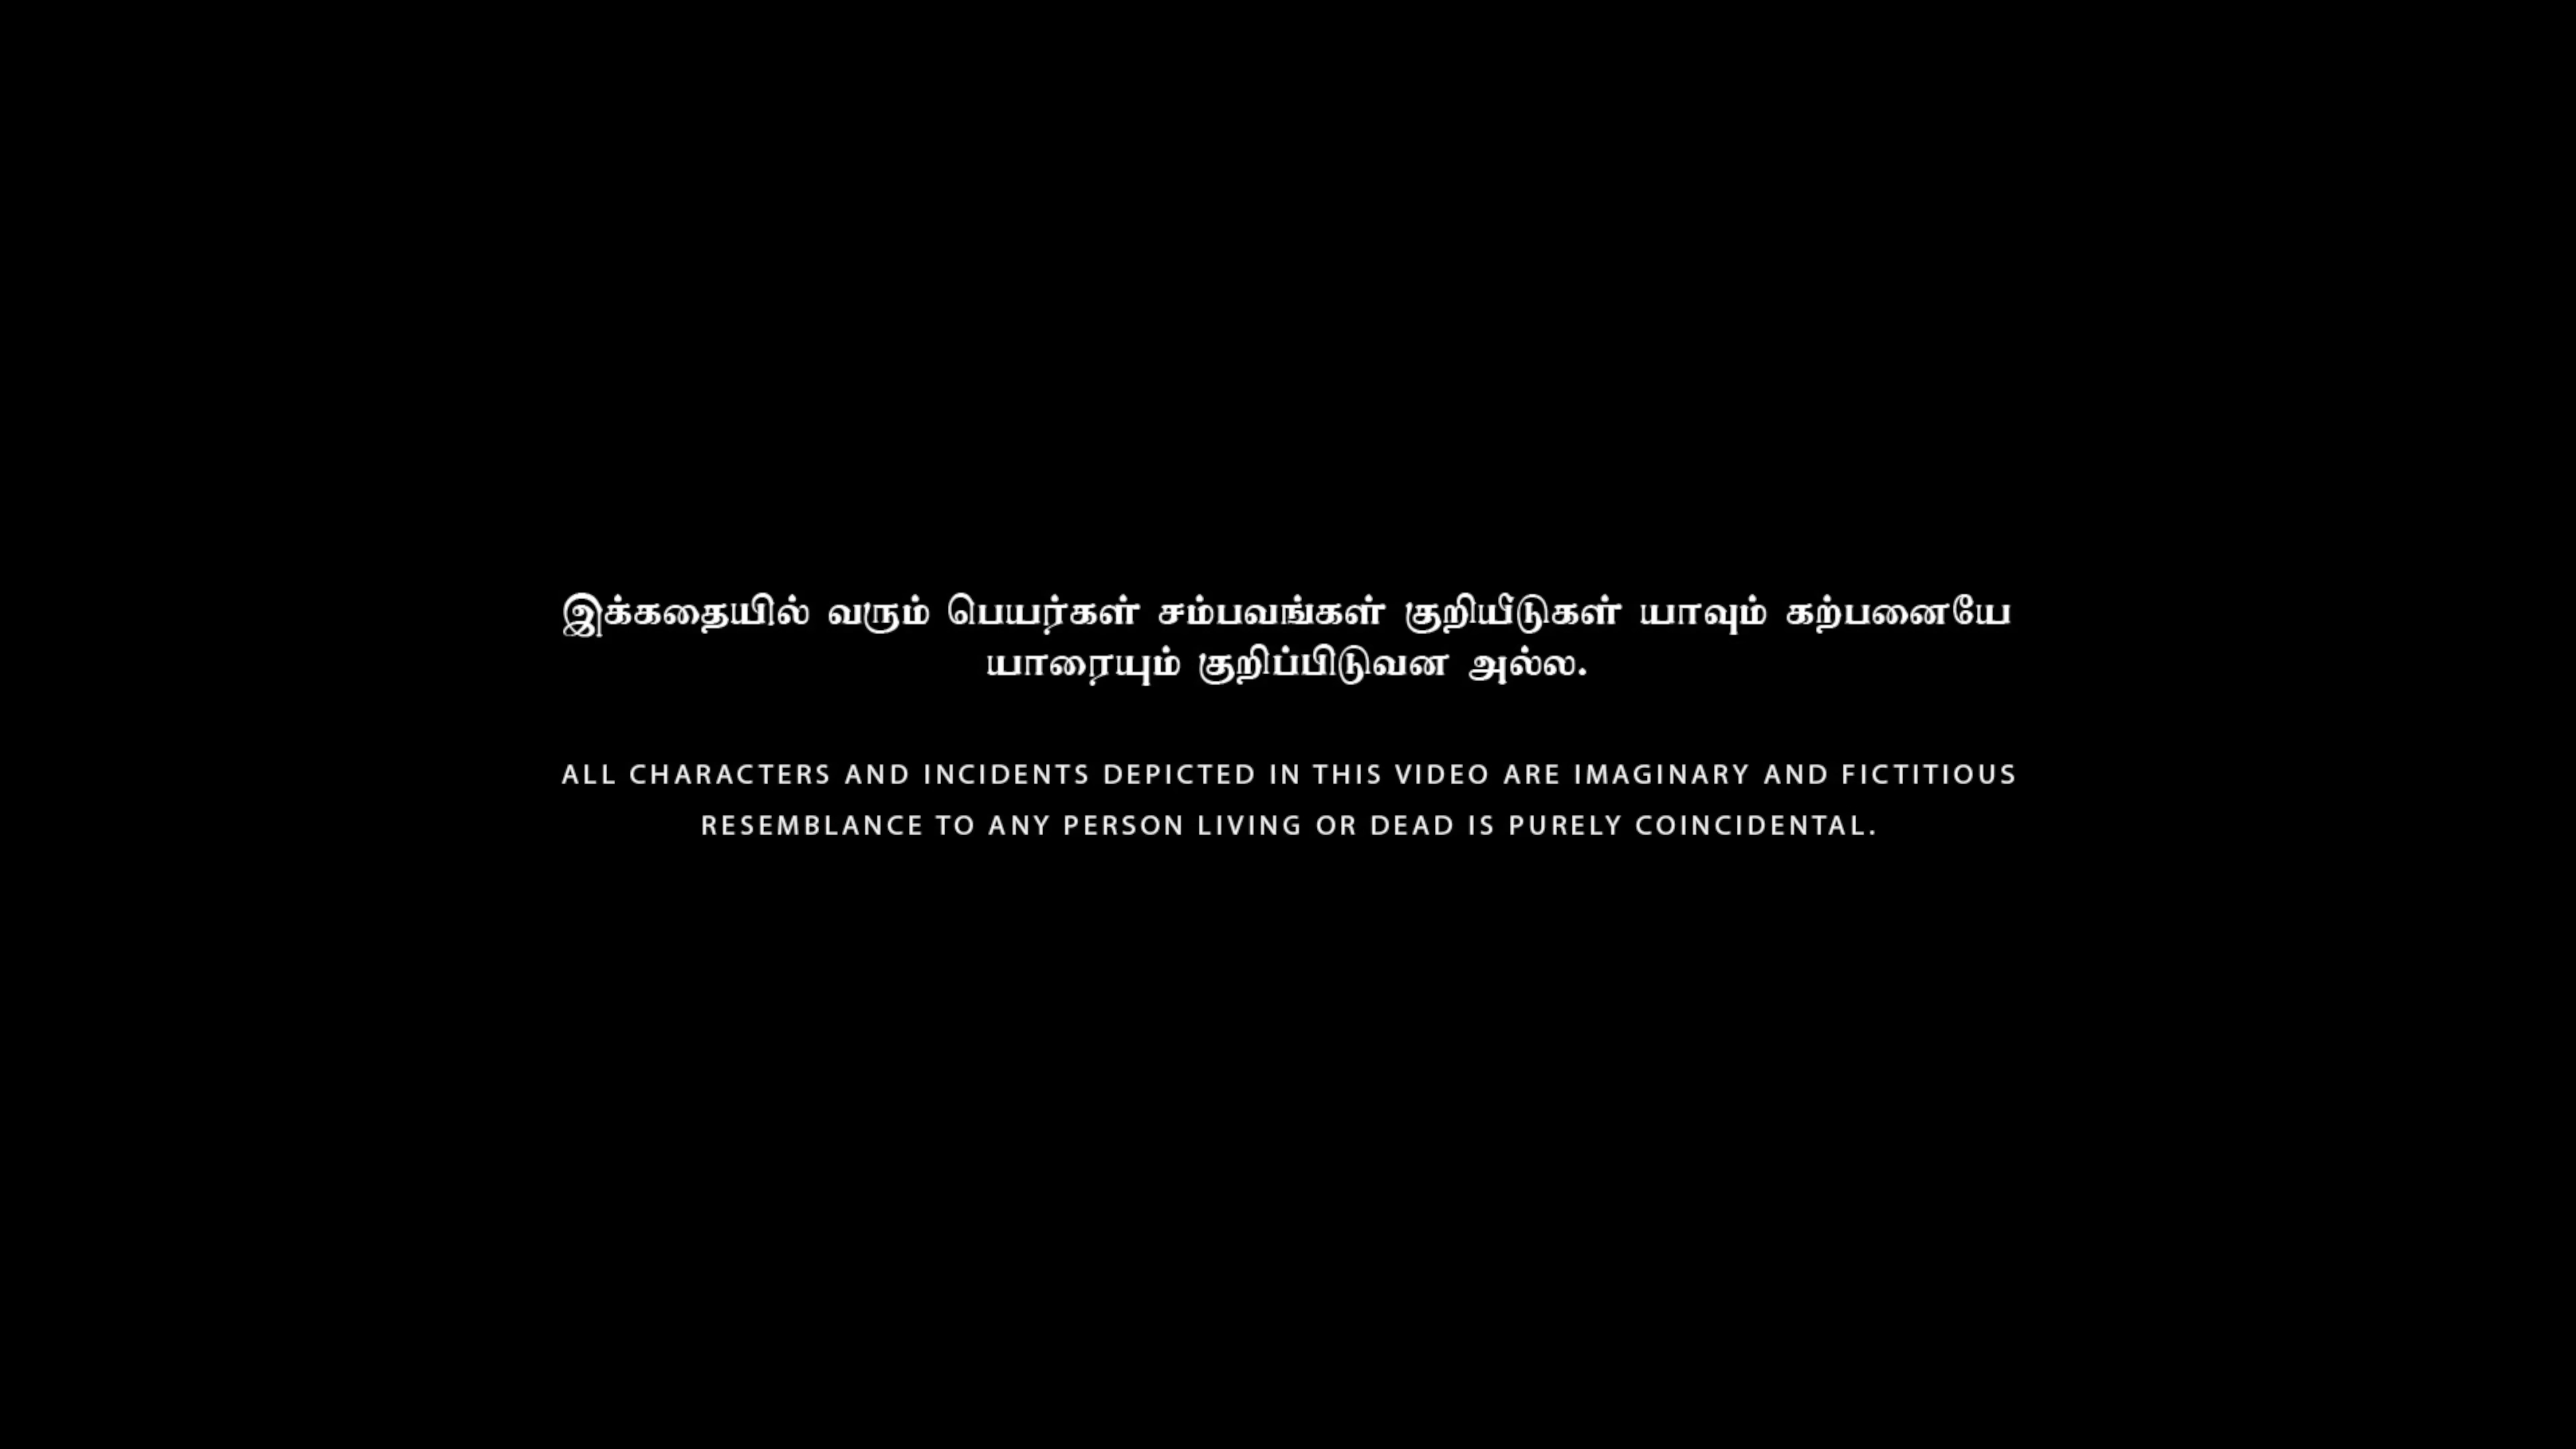 இக்கதையில் வரும் பெயர்கள் சம்பவங்கள் குறியீடுகள் யாவும் கற்பனையே
யாரையும் குறிப்பிடுவன அல்ல.
ALL CHARACTERS AND INCIDENTS DEPICTED IN THIS VIDEO ARE IMAGINARY AND FICTITIOUS
RESEMBLANCE TO ANY PERSON LIVING OR DEAD IS PURELY COINCIDENTAL.